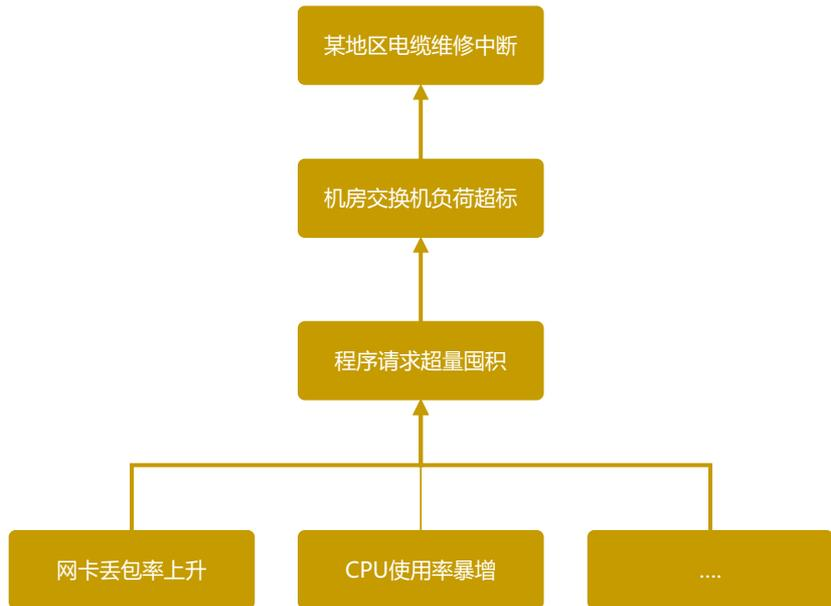 某地区电缆维修中断
机房交换机负荷超标
程序请求超量囤积
网卡丢包率上升
CPU使用率暴增
....